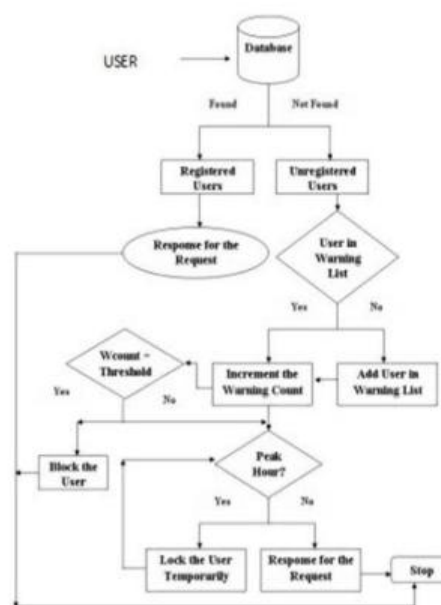 Database
USER
Found
Not Found
Registered
Users
Unregistered
Users
Response for the
Request
User in
Warning
List
Yes
No
Wcount =
Threshold
Increment the
Warning Count
Add User in
Warning List
Yes
No
Block the
User
Peak
Hour?
Yes
No
Lock the User
Temporarily
Response for the
Request
Stop